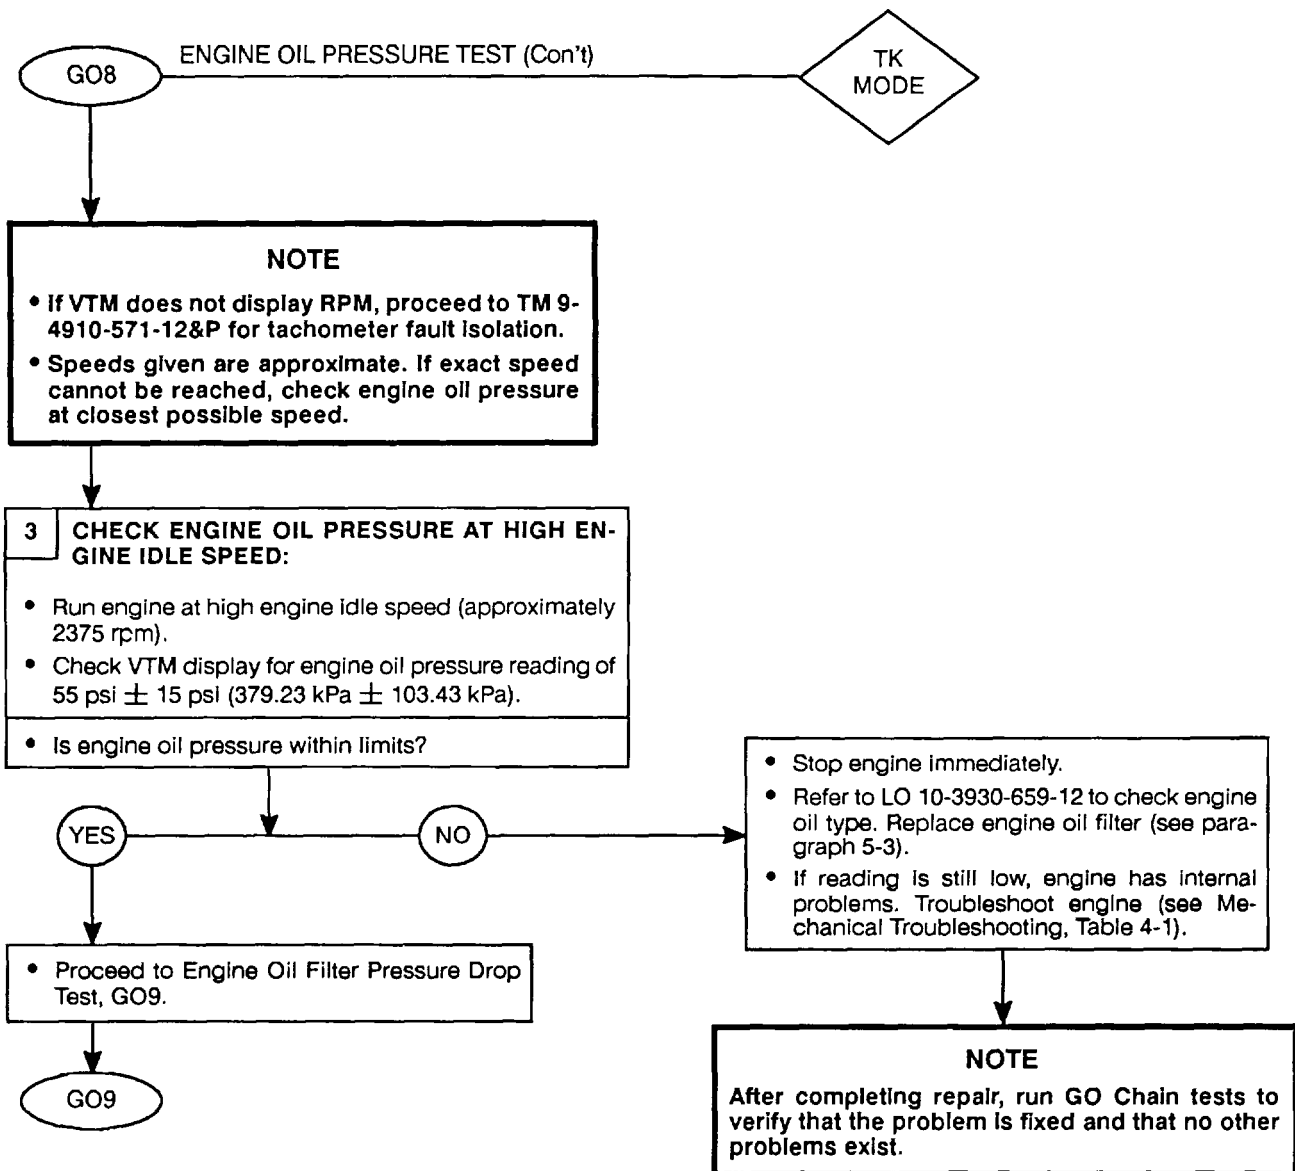 GO8
ENGINE OIL PRESSURE TEST (Con't)
TK
MODE
NOTE
• If VTM does not display RPM, proceed to TM 9-
4910-571-12&P for tachometer fault isolation.
• Speeds given are approximate. If exact speed
cannot be reached, check engine oil pressure
at closest possible speed.
3 CHECK ENGINE OIL PRESSURE AT HIGH EN-
GINE IDLE SPEED:
• Run engine at high engine idle speed (approximately
2375 rpm).
• Check VTM display for engine oil pressure reading of
55 psi ± 15 psi (379.23 kPa ± 103.43 kPa).
• Is engine oil pressure within limits?
YES
NO
• Stop engine immediately.
• Refer to LO 10-3930-659-12 to check engine
oil type. Replace engine oil filter (see para-
graph 5-3).
• If reading is still low, engine has internal
problems. Troubleshoot engine (see Me-
chanical Troubleshooting, Table 4-1).
• Proceed to Engine Oil Filter Pressure Drop
Test, GO9.
GO9
NOTE
After completing repair, run GO Chain tests to
verify that the problem is fixed and that no other
problems exist.